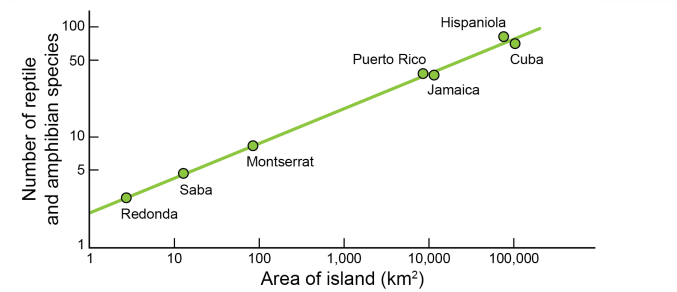 Number of reptile
and amphibian species
100
50
10
5
1
Hispaniola
Puerto Rico
Cuba
Jamaica
Montserrat
Saba
Redonda
1 10 100 1,000 10,000 100,000
Area of island (km²)